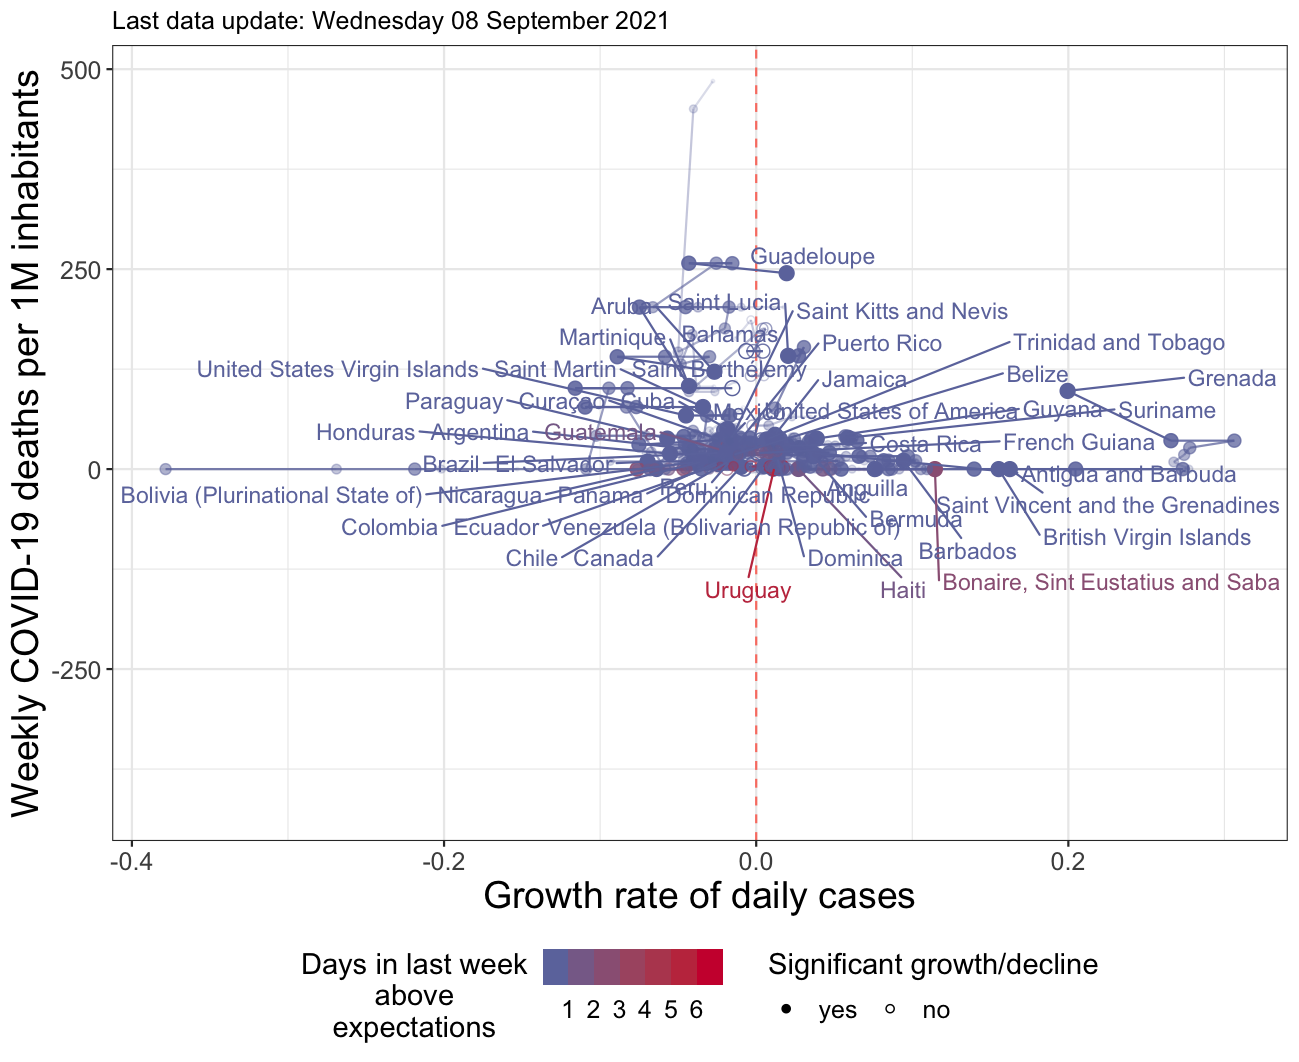 Last data update: Wednesday 08 September 2021
Weekly COVID-19 deaths per 1M inhabitants
500
250
0
-250
Guadeloupe
Aruba Saint Lucia Saint Kitts and Nevis
Martinique Bahamas Puerto Rico Trinidad and Tobago
United States Virgin Islands Saint Martin Saint Barthélemy Jamaica Belize Grenada
Paraguay Curaçao Cuba Mexico United States of America Guyana Suriname
Honduras Argentina Guatemala Costa Rica French Guiana
Brazil El Salvador Antigua and Barbuda
Bolivia (Plurinational State of) Nicaragua Panama Peru Dominican Republic Anguilla Saint Vincent and the Grenadines
Colombia Ecuador Venezuela (Bolivarian Republic of) Bermuda British Virgin Islands
Chile Canada Dominica Barbados
Uruguay Haiti Bonaire, Sint Eustatius and Saba
-0.4 -0.2 0.0 0.2
Growth rate of daily cases
Days in last week
above
expectations
1 2 3 4 5 6
Significant growth/decline
yes no